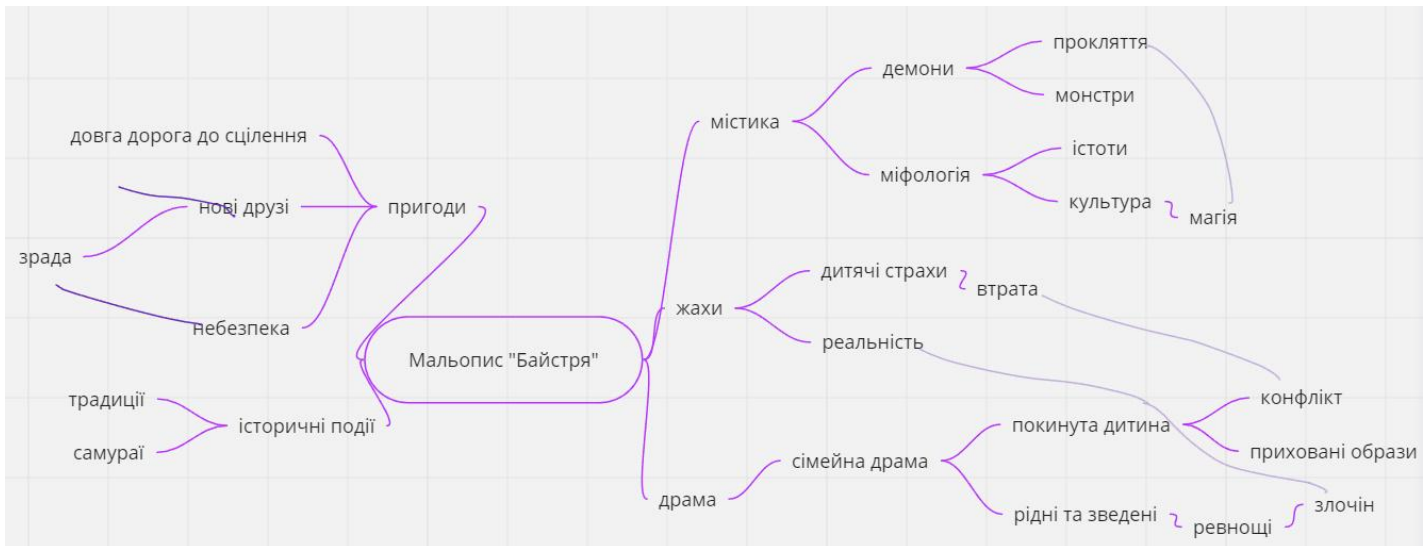 Мальопис "Байстря"
пригоди
довга дорога до сцілення
нові друзі
зрада
небезпека
історичні події
традиції
самураї
містика
демони
прокляття
монстри
міфологія
істоти
культура
магія
жахи
дитячі страхи
втрата
реальність
драма
сімейна драма
покинута дитина
конфлікт
приховані образи
рідні та зведені
ревнощі
злочін